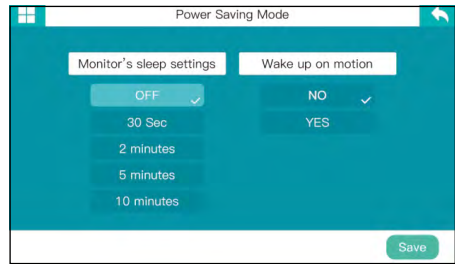 Power Saving Mode
Monitor's sleep settings
OFF
30 Sec
2 minutes
5 minutes
10 minutes
Wake up on motion
NO
YES
Save